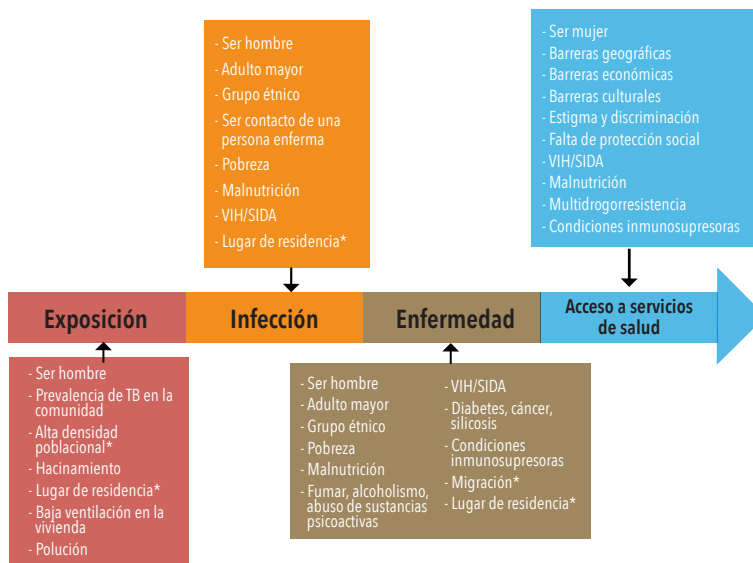 - Ser hombre
- Adulto mayor
- Grupo étnico
- Ser contacto de una
persona enferma
- Pobreza
- Malnutrición
- VIH/SIDA
- Lugar de residencia*
- Ser mujer
- Barreras geográficas
- Barreras económicas
- Barreras culturales
- Estigma y discriminación
- Falta de protección social
- VIH/SIDA
- Malnutrición
- Multidrogorresistencia
- Condiciones inmunosupresoras
Exposición
Infección
Enfermedad
Acceso a servicios
de salud
- Ser hombre
- Prevalencia de TB en la
comunidad
- Alta densidad
poblacional*
- Hacinamiento
- Lugar de residencia*
- Baja ventilación en la
vivienda
- Polución
- Ser hombre
- Adulto mayor
- Grupo étnico
- Pobreza
- Malnutrición
- Fumar, alcoholismo,
abuso de sustancias
psicoactivas
- VIH/SIDA
- Diabetes, cáncer,
silicosis
- Condiciones
inmunosupresoras
- Migración*
- Lugar de residencia*